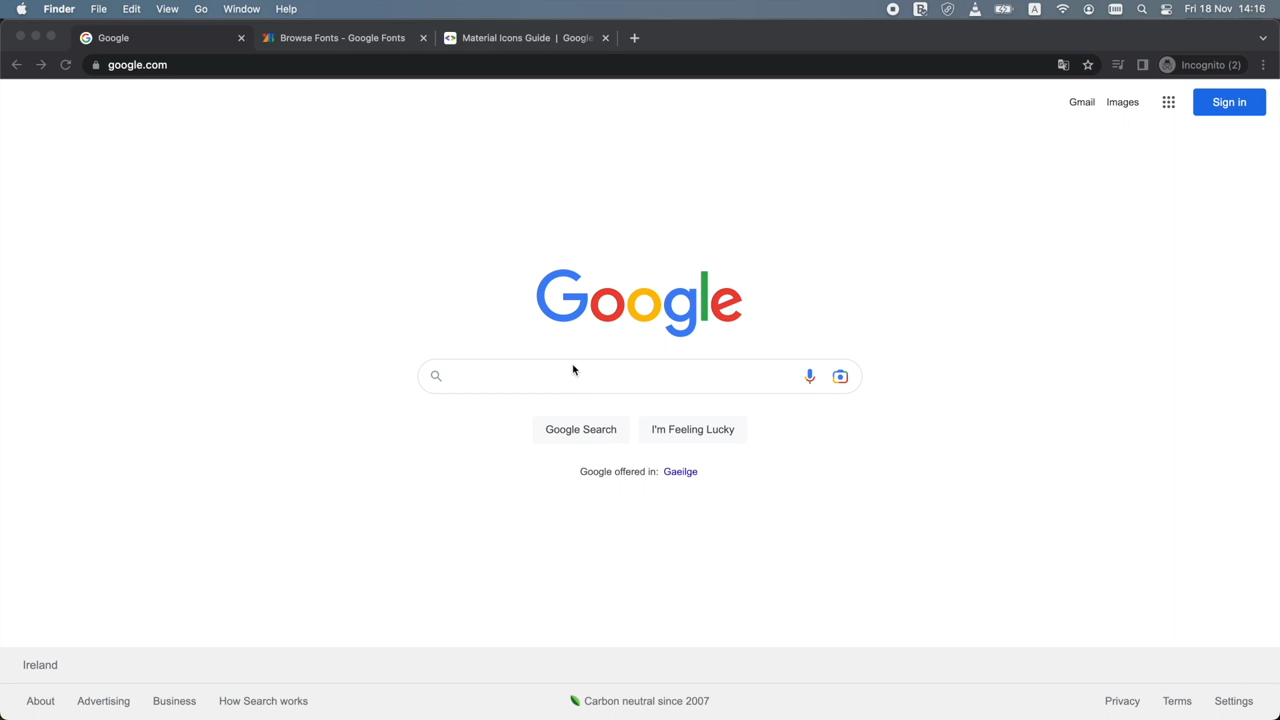 Finder File Edit View Go Window Help A Fri 18 Nov 14:16
Google Browse Fonts - Google Fonts Material Icons Guide | Google
google.com Incognito (2)
Gmail Images Sign in
Google
Google Search I'm Feeling Lucky
Google offered in: Gaeilge
Ireland
About Advertising Business How Search works Carbon neutral since 2007 Privacy Terms Settings